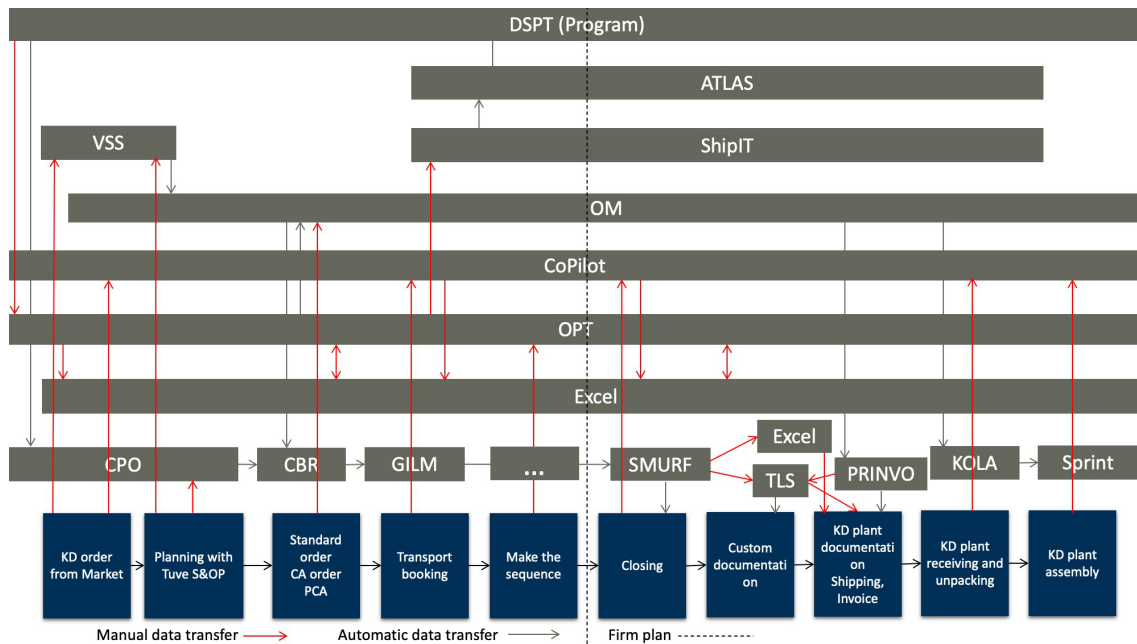 DSPT (Program)
ATLAS
VSS
ShipIT
OM
CoPilot
OPT
Excel
CPO
CBR
GILM
...
SMURF
Excel
TLS
PRINVO
KOLA
Sprint
KD order
from Market
Planning with
Tuve S&OP
Standard
order
CA order
PCA
Transport
booking
Make the
sequence
Closing
Custom
documentati
on
KD plant
documentati
on
Shipping,
Invoice
KD plant
receiving and
unpacking
KD plant
assembly
Manual data transfer
Automatic data transfer
Firm plan